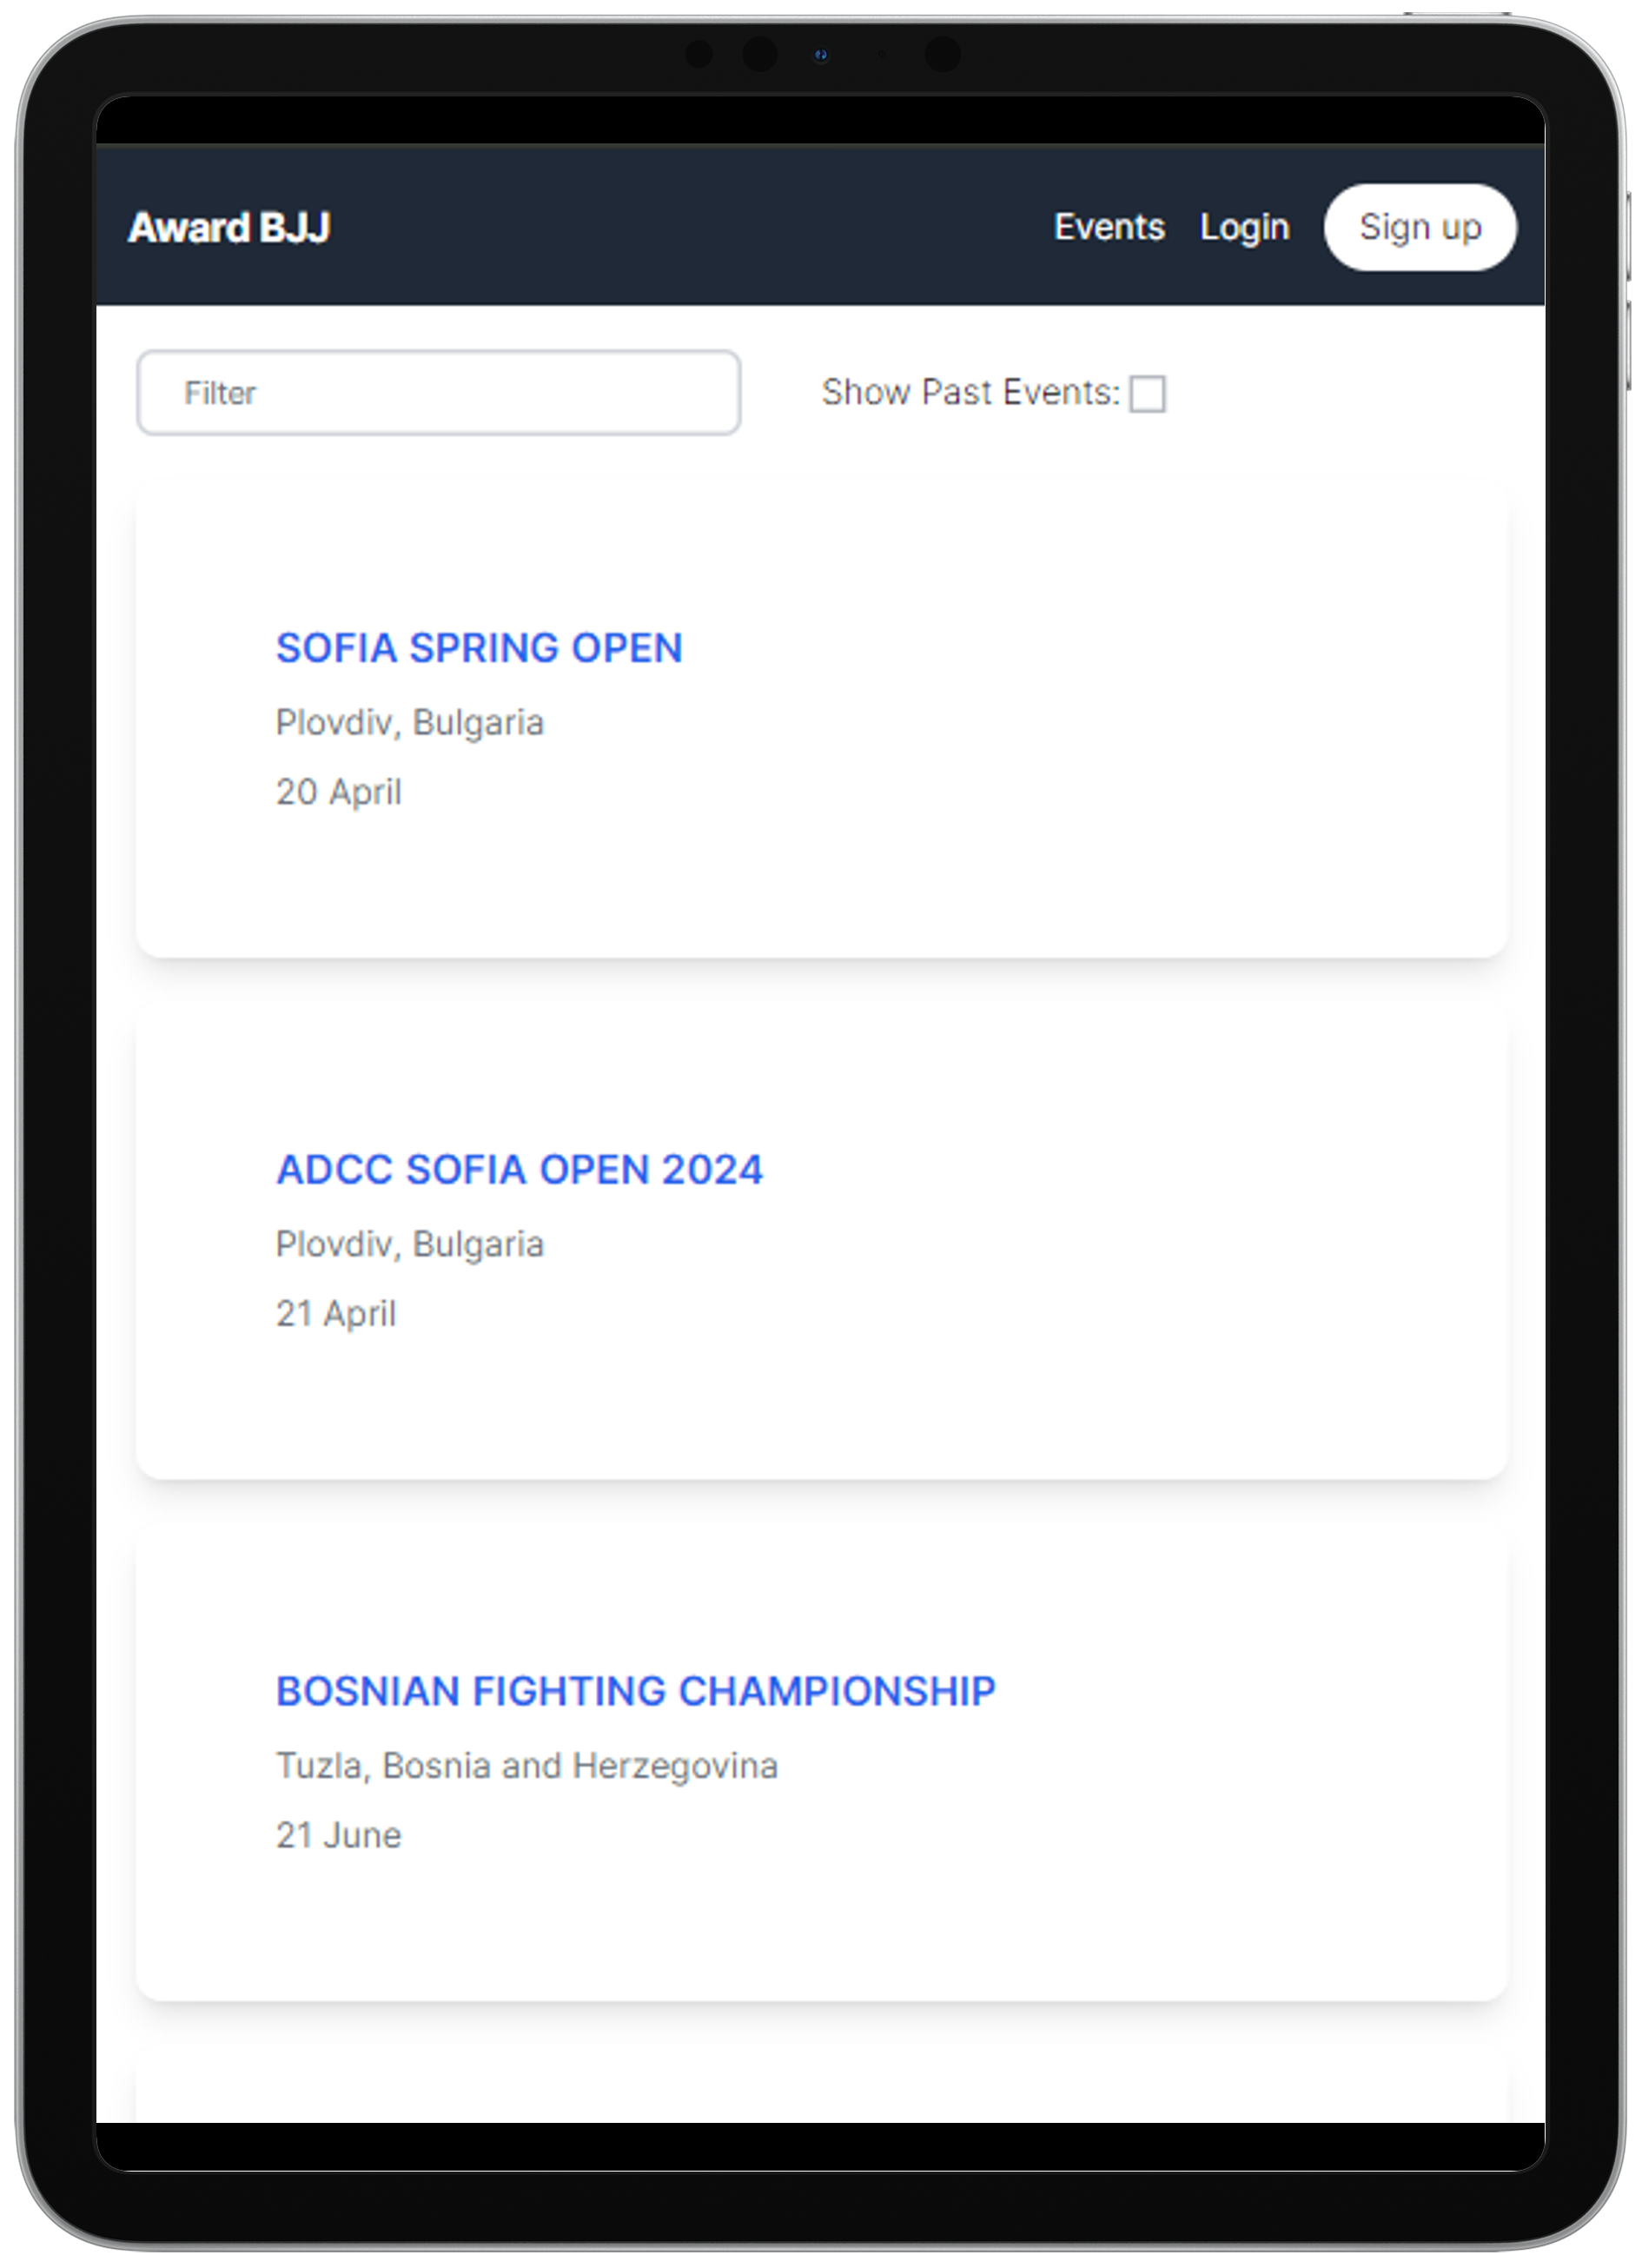 Award BJJ
Events Login Sign up
Filter
Show Past Events:
SOFIA SPRING OPEN
Plovdiv, Bulgaria
20 April
ADCC SOFIA OPEN 2024
Plovdiv, Bulgaria
21 April
BOSNIAN FIGHTING CHAMPIONSHIP
Tuzla, Bosnia and Herzegovina
21 June